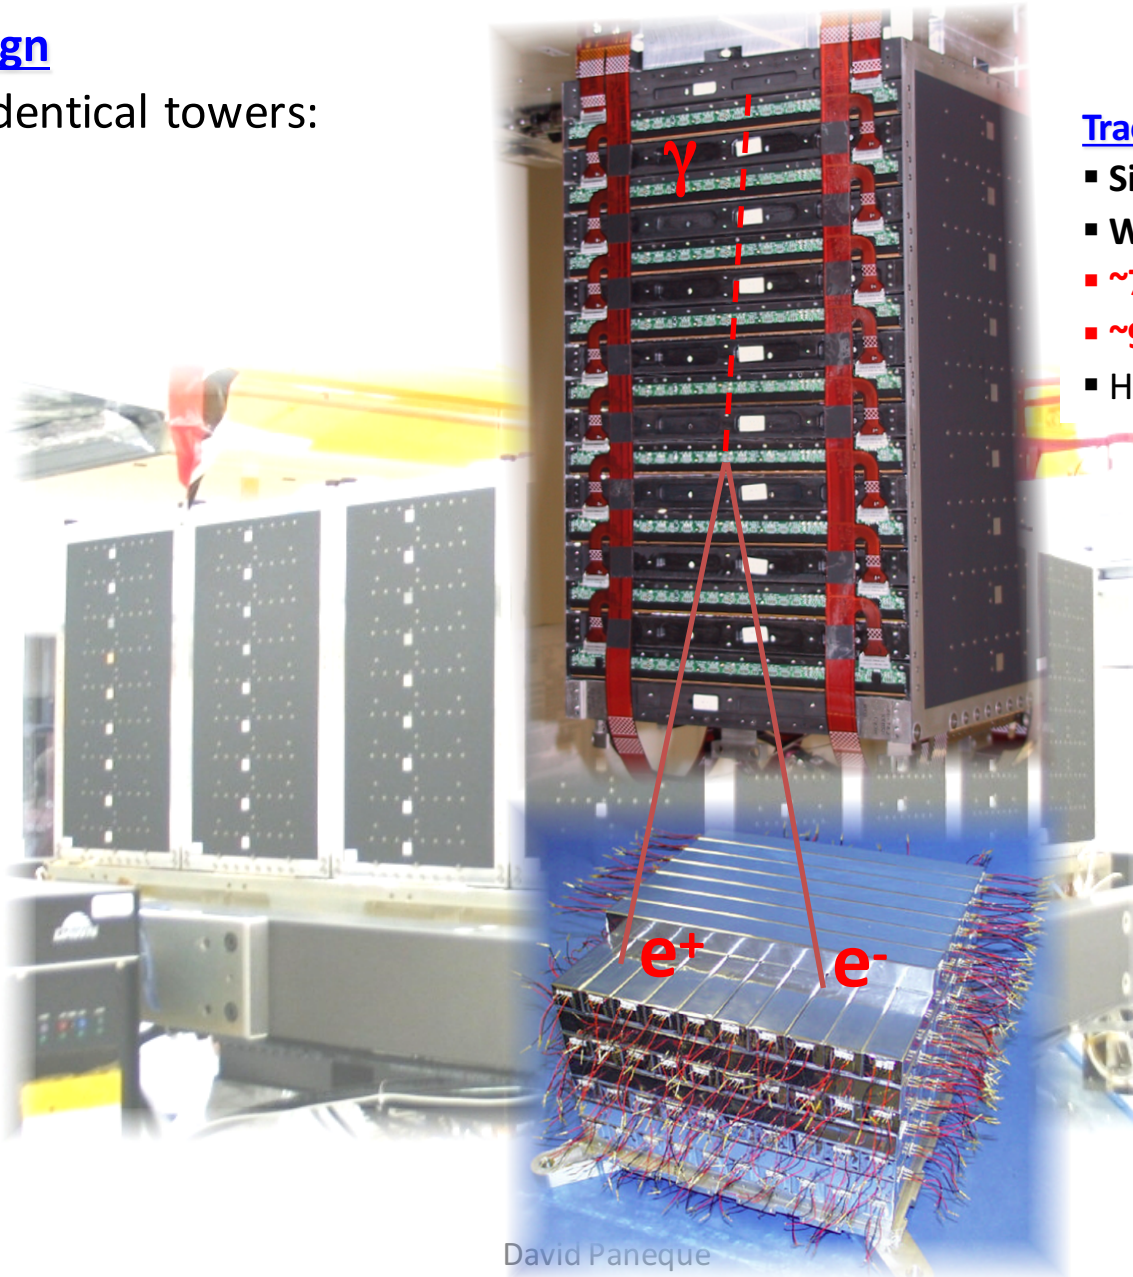 gn
dentical towers:
γ
Tra
▪ Si
▪ W
▪ ~
▪ ~
▪ H
e+
e-
David Paneque